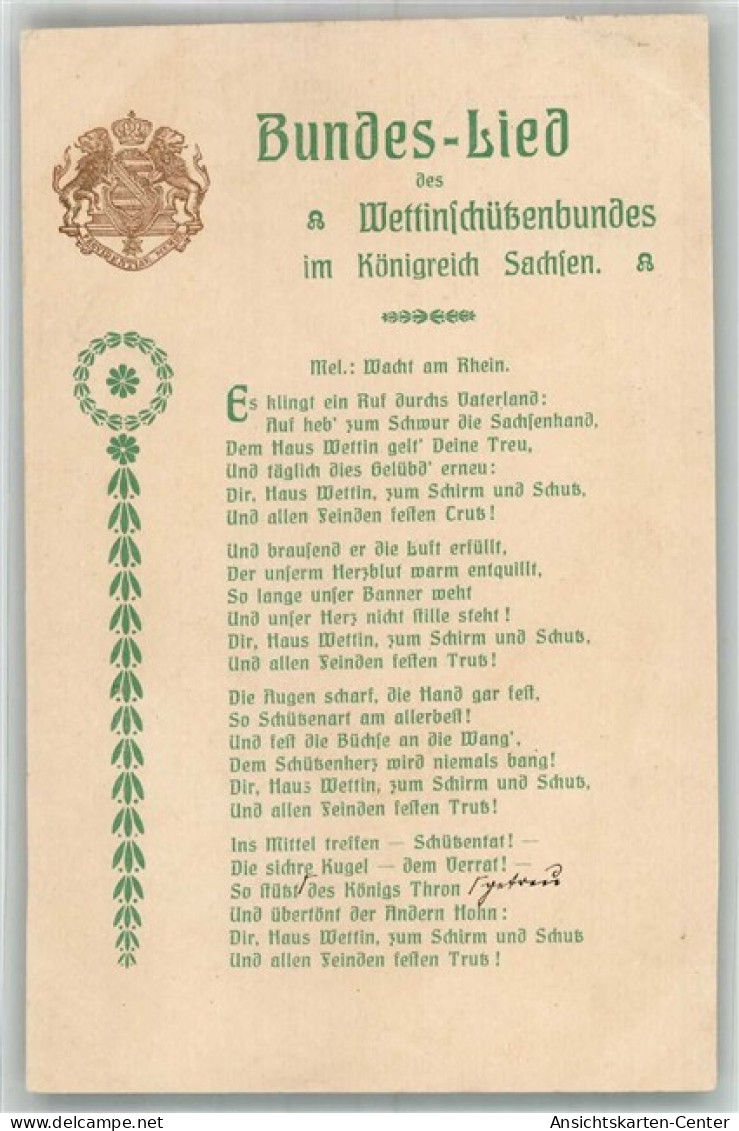 PROVIDENTIAE MEMOR
Bundes-Lied
des
Wettinschützenbundes
im Königreich Sachsen.
Mel.: Wacht am Rhein.
Es klingt ein Ruf durchs Vaterland:
Auf heb' zum Schwur die Sachsenhand,
Dem Haus Wettin gelt' Deine Treu,
Und täglich dies Gelübd' erneu:
Dir, Haus Wettin, zum Schirm und Schutz,
Und allen Feinden festen Trutz!
Und brausend er die Luft erfüllt,
Der unserm Herzblut warm entquillt,
So lange unser Banner weht
Und unser Herz nicht stille steht!
Dir, Haus Wettin, zum Schirm und Schutz,
Und allen Feinden festen Trutz!
Die Augen scharf, die Hand gar fest,
So Schützenart am allerbest!
Und fest die Büchse an die Wang',
Dem Schützenherz wird niemals bang!
Dir, Haus Wettin, zum Schirm und Schutz,
Und allen Feinden festen Trutz!
Ins Mittel treffen — Schützentat! —
Die sichre Kugel — dem Verrat! —
So stützt des Königs Thron getreu
Und übertönt der Andern Hohn:
Dir, Haus Wettin, zum Schirm und Schutz
Und allen Feinden festen Trutz!
Ansichtskarten-Center